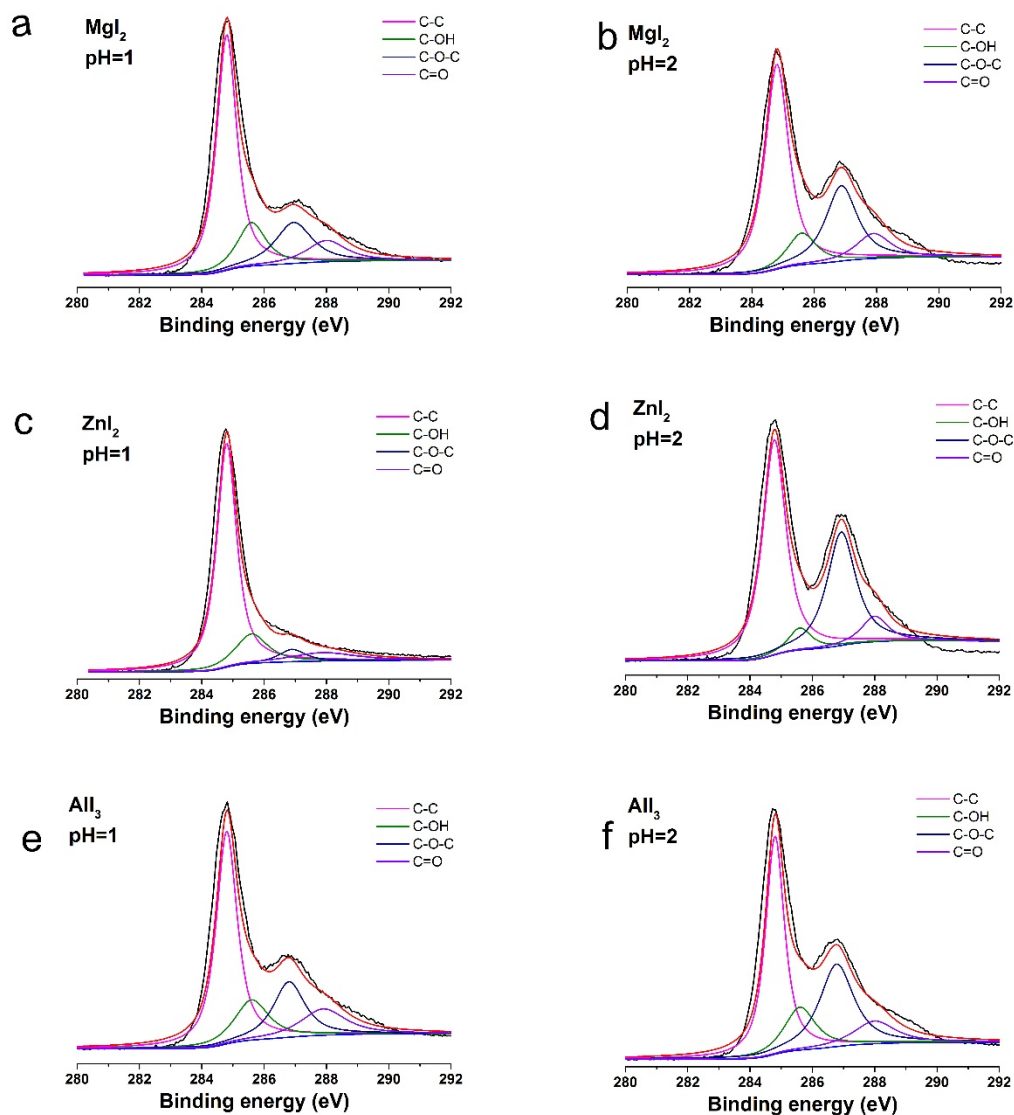 a
MgI₂
pH=1
C-C
C-OH
C-O-C
C=O
280 282 284 286 288 290 292
Binding energy (eV)
b
MgI₂
pH=2
C-C
C-OH
C-O-C
C=O
280 282 284 286 288 290 292
Binding energy (eV)
c
ZnI₂
pH=1
C-C
C-OH
C-O-C
C=O
280 282 284 286 288 290 292
Binding energy (eV)
d
ZnI₂
pH=2
C-C
C-OH
C-O-C
C=O
280 282 284 286 288 290 292
Binding energy (eV)
e
AlI₃
pH=1
C-C
C-OH
C-O-C
C=O
280 282 284 286 288 290 292
Binding energy (eV)
f
AlI₃
pH=2
C-C
C-OH
C-O-C
C=O
280 282 284 286 288 290 292
Binding energy (eV)